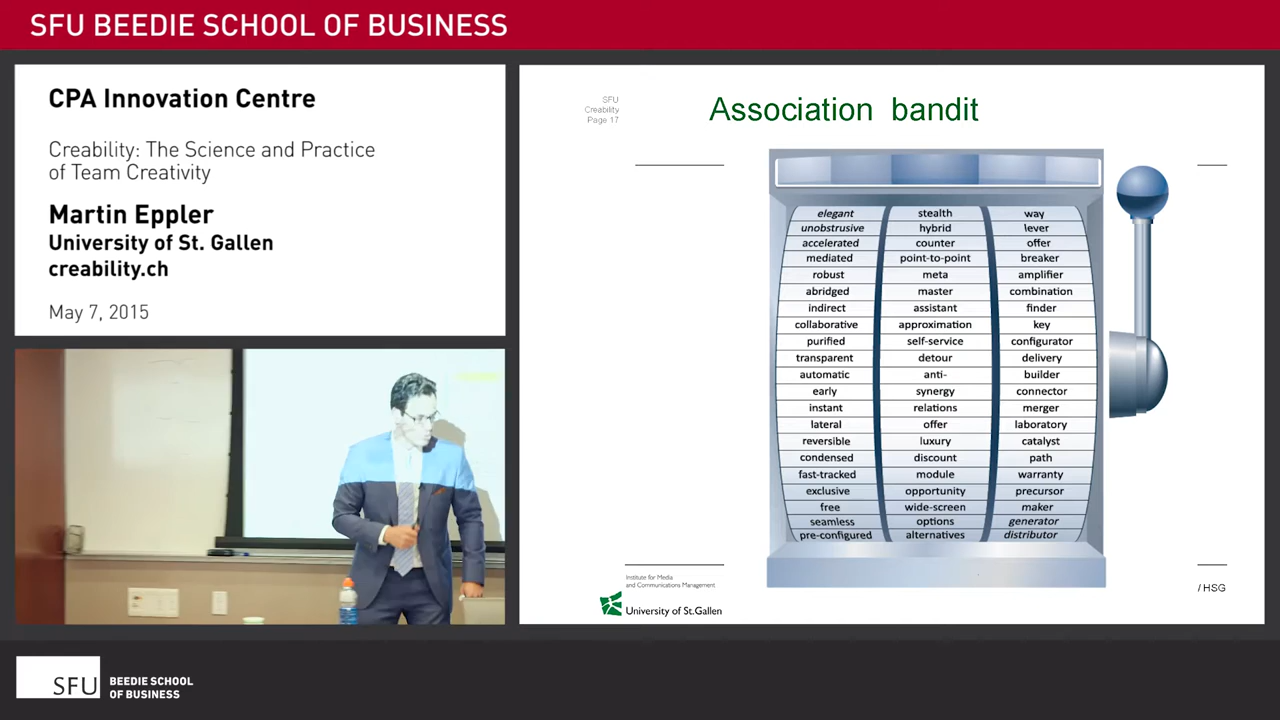 SFU BEEDIE SCHOOL OF BUSINESS
CPA Innovation Centre
Creability: The Science and Practice
of Team Creativity
Martin Eppler
University of St. Gallen
creability.ch
May 7, 2015
SFU
Creability
Page 17
Association bandit
elegant stealth way
unobstrusive hybrid lever
accelerated counter offer
mediated point-to-point breaker
robust meta amplifier
abridged master combination
indirect assistant finder
collaborative approximation key
purified self-service configurator
transparent detour delivery
automatic anti- builder
early synergy connector
instant relations merger
lateral offer laboratory
reversible luxury catalyst
condensed discount path
fast-tracked module warranty
exclusive opportunity precursor
free wide-screen maker
seamless options generator
pre-configured alternatives distributor
Institute for Media
and Communications Management
University of St.Gallen
/ HSG
SFU
BEEDIE SCHOOL
OF BUSINESS